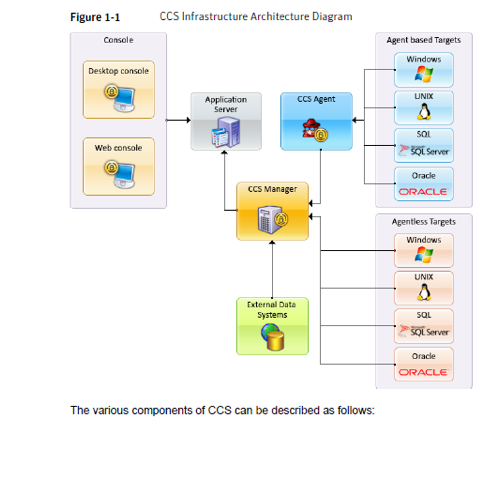 Figure 1-1 CCS Infrastructure Architecture Diagram
Console
Desktop console
Web console
Application
Server
CCS Agent
CCS Manager
External Data
Systems
Agent based Targets
Windows
UNIX
SQL
Microsoft
SQL Server
Oracle
ORACLE
Agentless Targets
Windows
UNIX
SQL
Microsoft
SQL Server
Oracle
ORACLE
The various components of CCS can be described as follows: